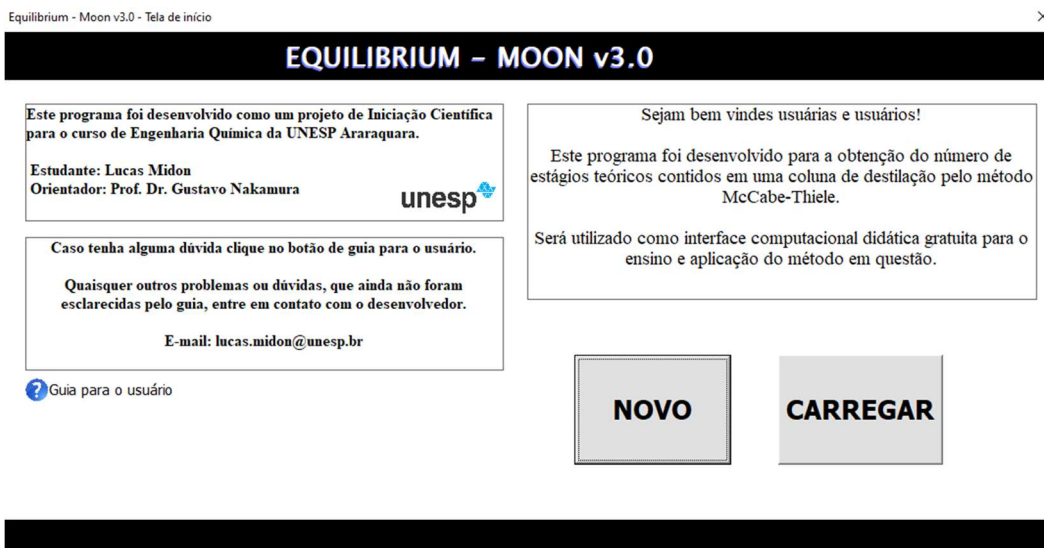 Equilibrium - Moon v3.0 - Tela de início
EQUILIBRIUM – MOON v3.0
Este programa foi desenvolvido como um projeto de Iniciação Científica
para o curso de Engenharia Química da UNESP Araraquara.
Estudante: Lucas Midon
Orientador: Prof. Dr. Gustavo Nakamura
unesp
Caso tenha alguma dúvida clique no botão de guia para o usuário.
Quaisquer outros problemas ou dúvidas, que ainda não foram
esclarecidas pelo guia, entre em contato com o desenvolvedor.
E-mail: lucas.midon@unesp.br
?Guia para o usuário
Sejam bem vindes usuárias e usuários!
Este programa foi desenvolvido para a obtenção do número de
estágios teóricos contidos em uma coluna de destilação pelo método
McCabe-Thiele.
Será utilizado como interface computacional didática gratuita para o
ensino e aplicação do método em questão.
NOVO
CARREGAR